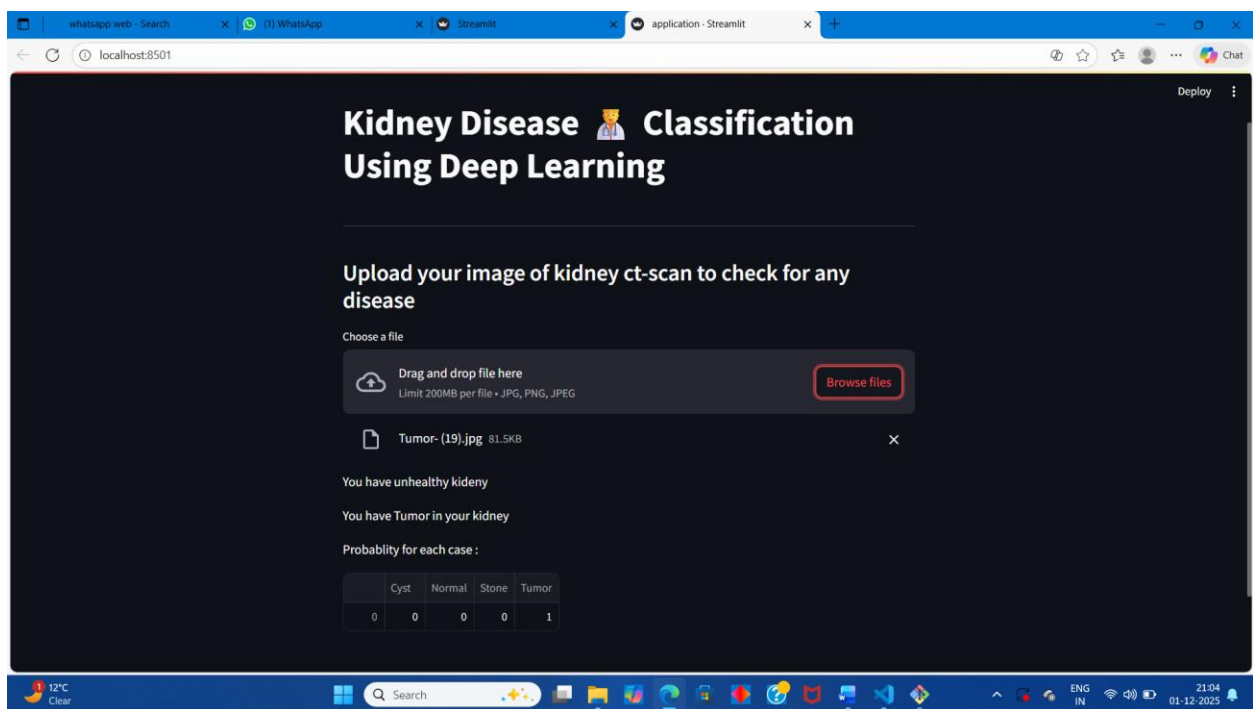 whatsapp web - Search
(1) WhatsApp
Streamlit
application - Streamlit
localhost:8501
Chat
Deploy
Kidney Disease Classification
Using Deep Learning
Upload your image of kidney ct-scan to check for any
disease
Choose a file
Drag and drop file here
Limit 200MB per file • JPG, PNG, JPEG
Browse files
Tumor- (19).jpg 81.5KB
You have unhealthy kideny
You have Tumor in your kidney
Probablity for each case :
Cyst Normal Stone Tumor
0 0 0 0 1
1
12°C
Clear
Search
ENG
IN
21:04
01-12-2025